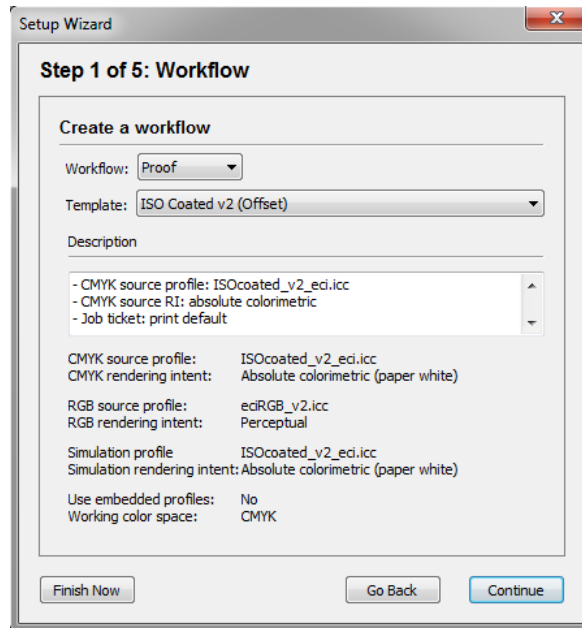 Setup Wizard
Step 1 of 5: Workflow
Create a workflow
Workflow: Proof
Template: ISO Coated v2 (Offset)
Description
- CMYK source profile: ISOcoated_v2_eci.icc
- CMYK source RI: absolute colorimetric
- Job ticket: print default
CMYK source profile: ISOcoated_v2_eci.icc
CMYK rendering intent: Absolute colorimetric (paper white)
RGB source profile: eciRGB_v2.icc
RGB rendering intent: Perceptual
Simulation profile ISOcoated_v2_eci.icc
Simulation rendering intent: Absolute colorimetric (paper white)
Use embedded profiles: No
Working color space: CMYK
Finish Now Go Back Continue